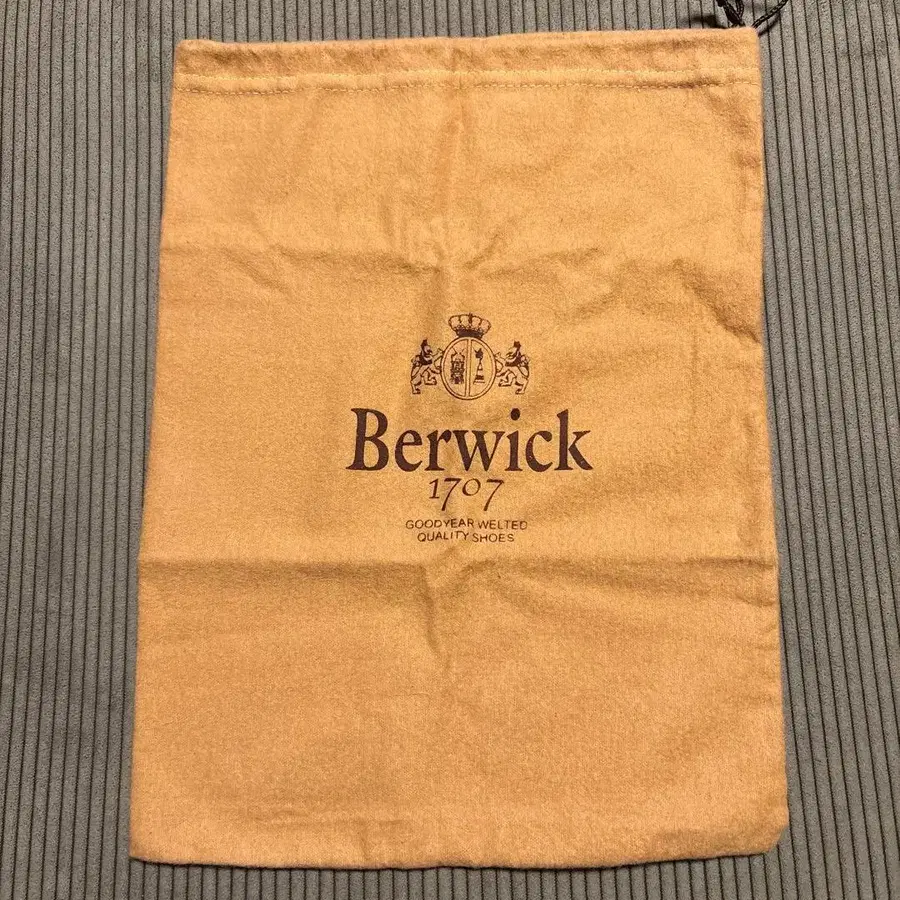 Berwick
1707
GOODYEAR WELTED
QUALITY SHOES